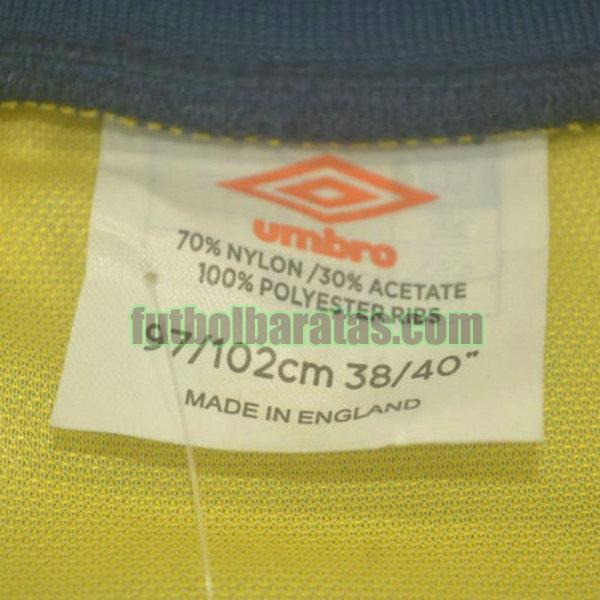 umbro
70% NYLON /30% ACETATE
100% POLYESTER RIBS
futbolbaratas.com
97/102cm 38/40"
MADE IN ENGLAND